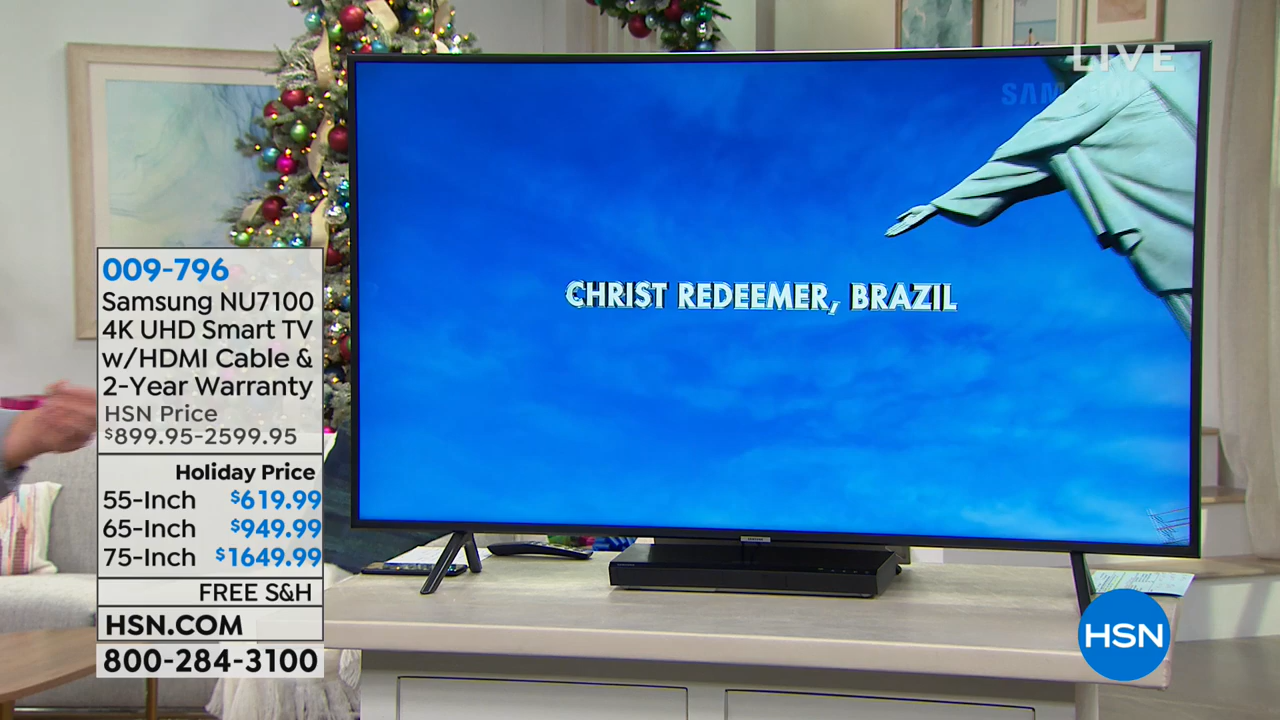 LIVE
SAMSUNG
CHRIST REDEEMER, BRAZIL
009-796
Samsung NU7100
4K UHD Smart TV
w/HDMI Cable &
2-Year Warranty
HSN Price
$899.95-2599.95
Holiday Price
55-Inch $619.99
65-Inch $949.99
75-Inch $1649.99
FREE S&H
HSN.COM
800-284-3100
SAMSUNG
HSN